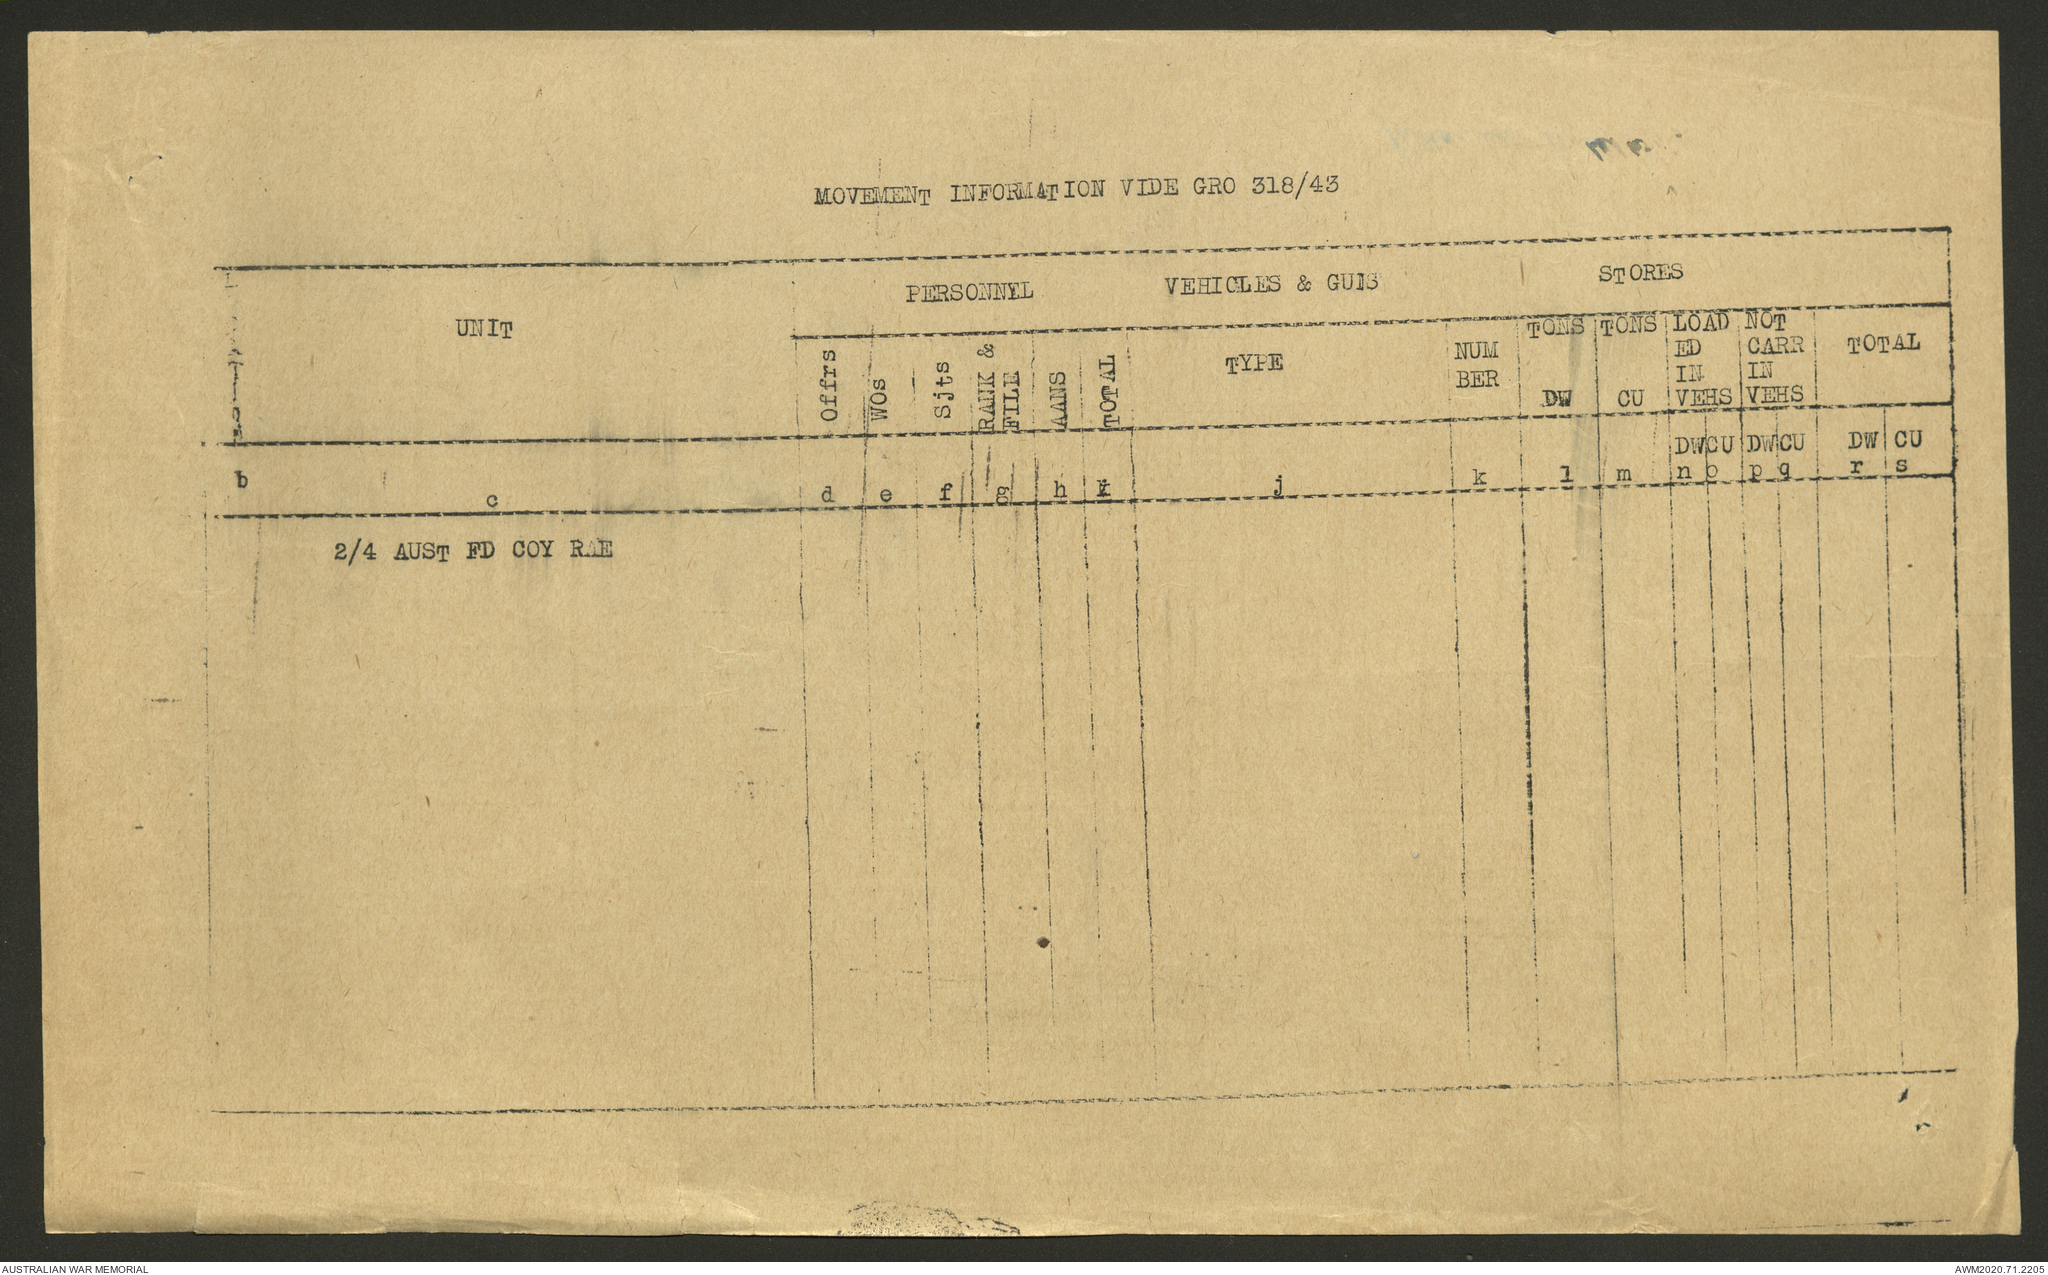 MOVEMENT INFORMATION VIDE GRO 318/43
UNIT
PERSONNEL
VEHICLES & GUNS
STORES
Offrs
WOs
Sjts
RANK & FILE
AANS
TOTAL
TYPE
NUM
BER
TONS
DW
TONS
CU
LOAD
ED
IN
VEHS
NOT
CARR
IN
VEHS
TOTAL
DW CU DW CU DW CU
b c d e f g h j k l m n o p q r s
2/4 AUST FD COY RAE
AUSTRALIAN WAR MEMORIAL
AWM2020.71.2205